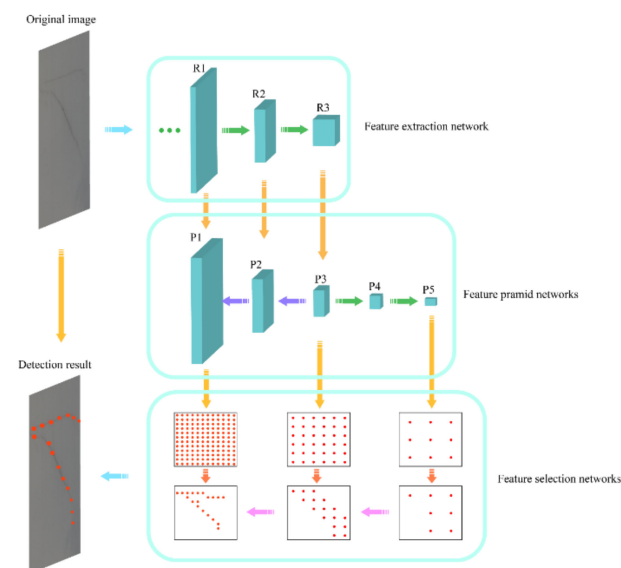 Original image
R1
R2
R3
Feature extraction network
P1
P2
P3
P4
P5
Feature pramid networks
Detection result
Feature selection networks